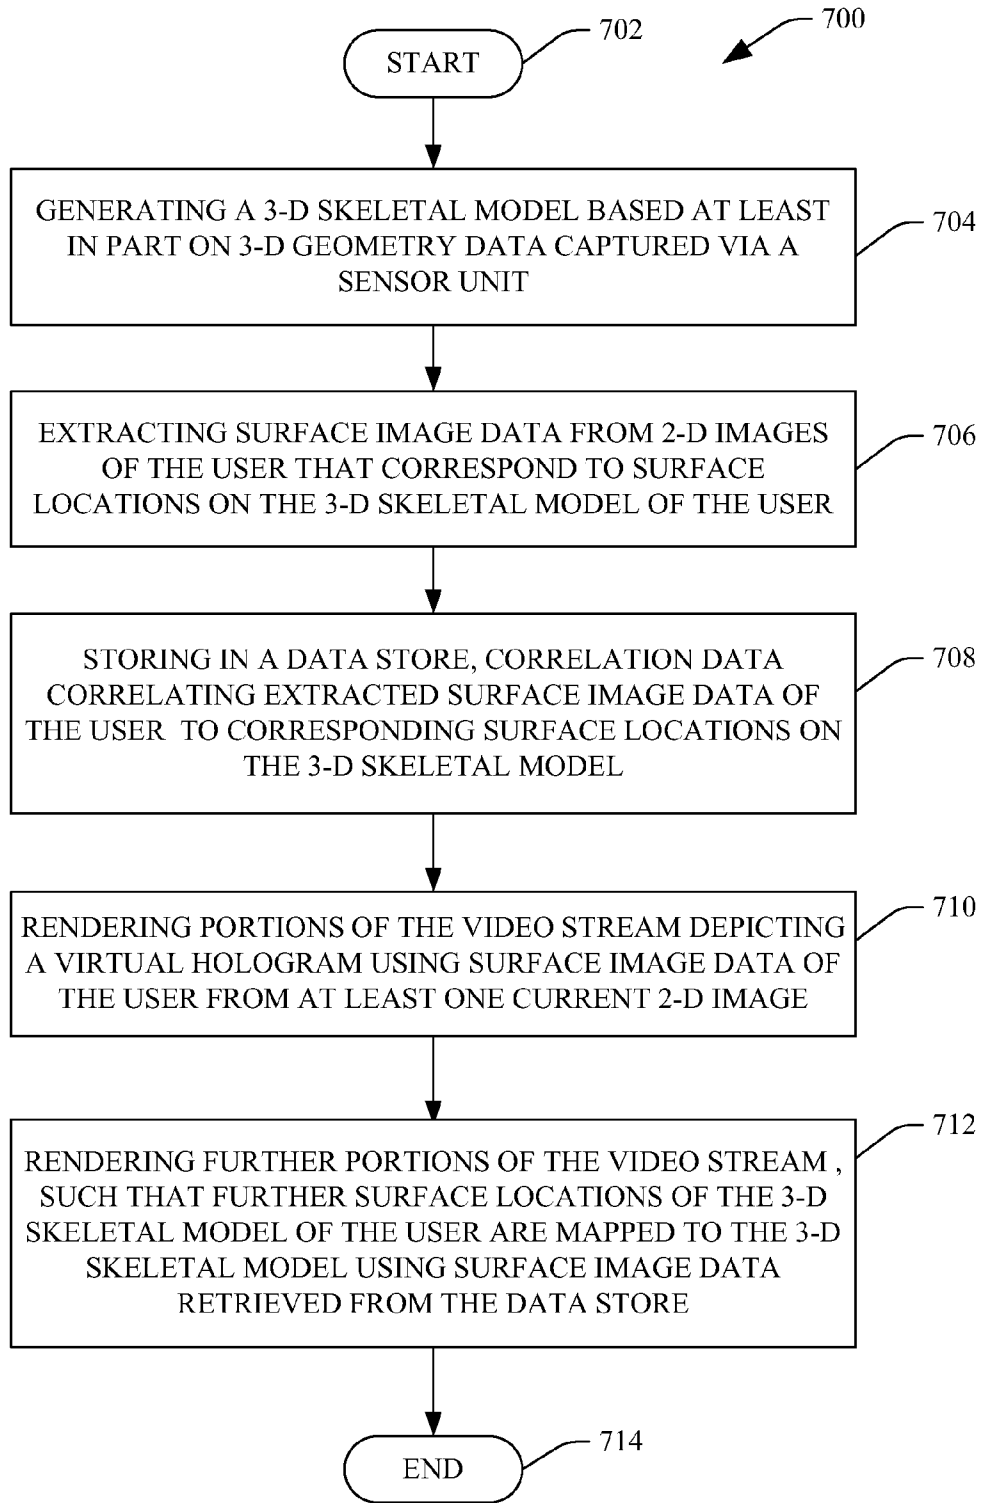 700
START
702
GENERATING A 3-D SKELETAL MODEL BASED AT LEAST
IN PART ON 3-D GEOMETRY DATA CAPTURED VIA A
SENSOR UNIT
704
EXTRACTING SURFACE IMAGE DATA FROM 2-D IMAGES
OF THE USER THAT CORRESPOND TO SURFACE
LOCATIONS ON THE 3-D SKELETAL MODEL OF THE USER
706
STORING IN A DATA STORE, CORRELATION DATA
CORRELATING EXTRACTED SURFACE IMAGE DATA OF
THE USER TO CORRESPONDING SURFACE LOCATIONS ON
THE 3-D SKELETAL MODEL
708
RENDERING PORTIONS OF THE VIDEO STREAM DEPICTING
A VIRTUAL HOLOGRAM USING SURFACE IMAGE DATA OF
THE USER FROM AT LEAST ONE CURRENT 2-D IMAGE
710
RENDERING FURTHER PORTIONS OF THE VIDEO STREAM ,
SUCH THAT FURTHER SURFACE LOCATIONS OF THE 3-D
SKELETAL MODEL OF THE USER ARE MAPPED TO THE 3-D
SKELETAL MODEL USING SURFACE IMAGE DATA
RETRIEVED FROM THE DATA STORE
712
END
714